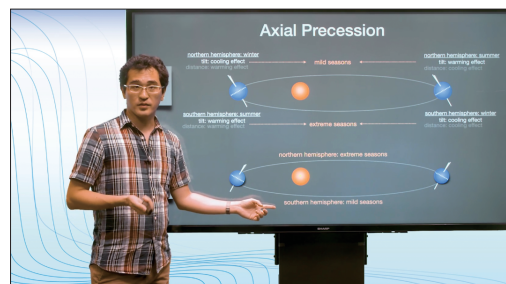 Axial Precession
northern hemisphere: winter
tilt: cooling effect
distance: warming effect
mild seasons
northern hemisphere: summer
tilt: warming effect
distance: cooling effect
southern hemisphere: summer
tilt: warming effect
distance: warming effect
extreme seasons
southern hemisphere: winter
tilt: cooling effect
distance: cooling effect
northern hemisphere: extreme seasons
southern hemisphere: mild seasons
SHARP